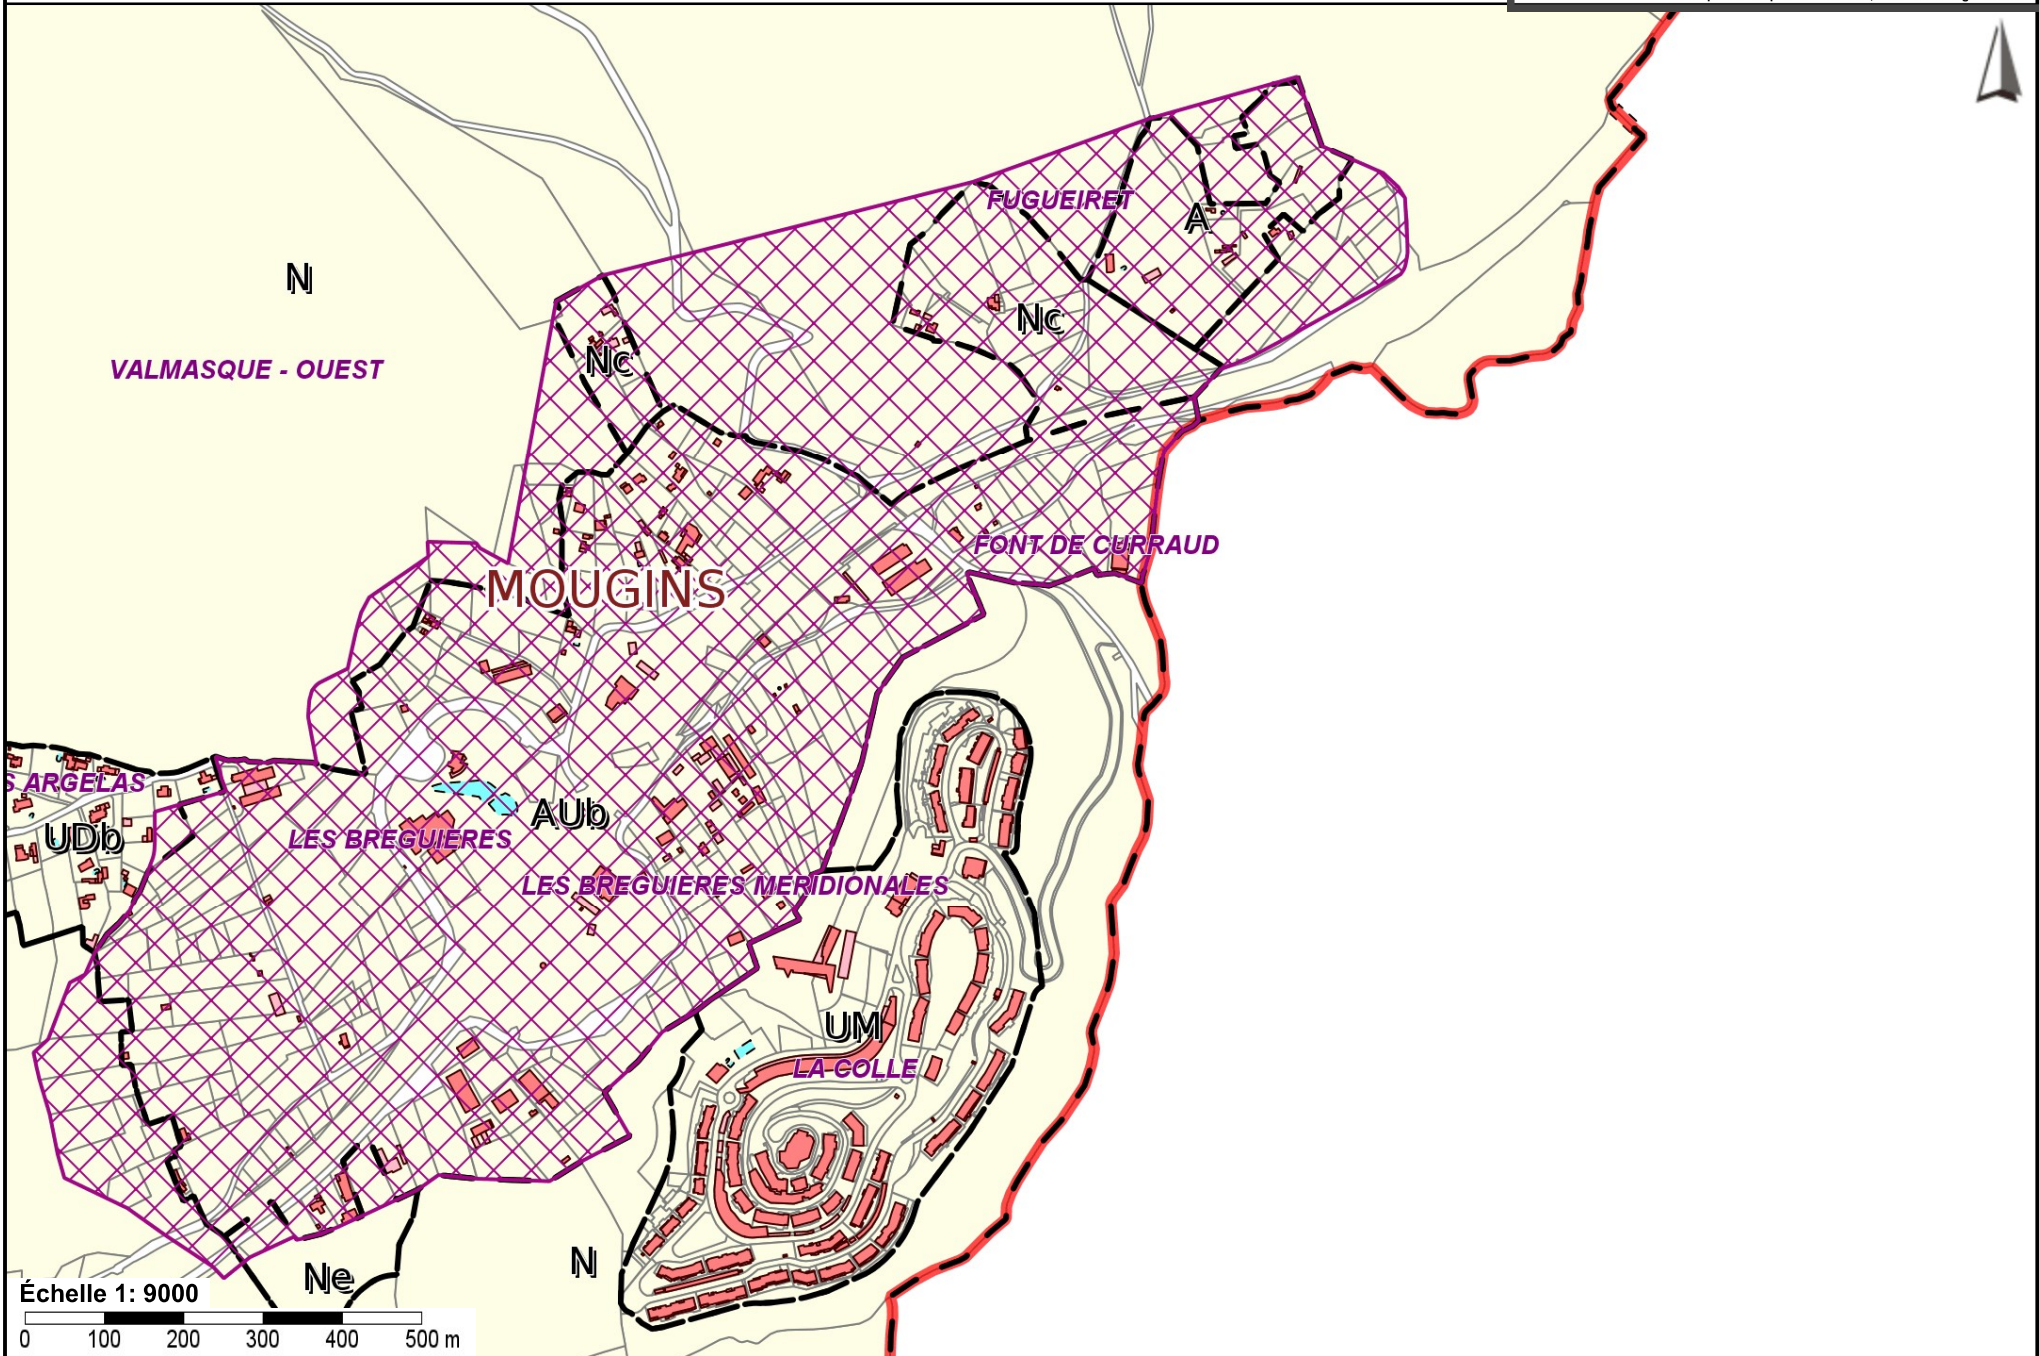 FUGUEIRET
A
N
Nc
Nc
VALMASQUE - OUEST
FONT DE CURRAUD
MOUGINS
S ARGELAS
AUb
UDb
LES BREGUIERES
LES BREGUIERES MERIDIONALES
UM
LA COLLE
N
Ne
Échelle 1: 9000
0 100 200 300 400 500 m